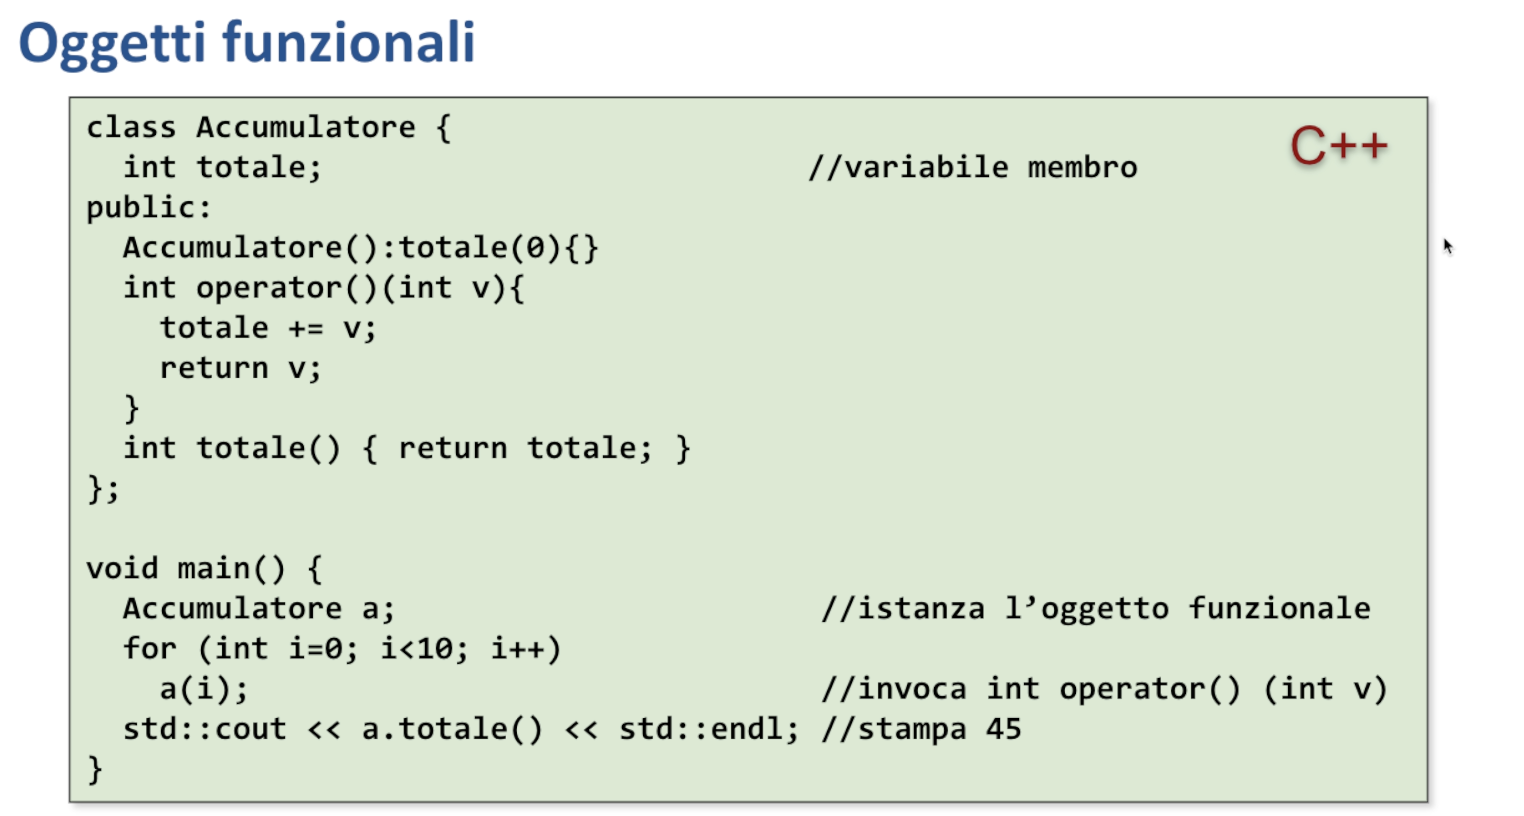 Oggetti funzionali
C++
class Accumulatore {
  int totale;                           //variabile membro
public:
  Accumulatore():totale(0){}
  int operator()(int v){
    totale += v;
    return v;
  }
  int totale() { return totale; }
};

void main() {
  Accumulatore a;                       //istanza l’oggetto funzionale
  for (int i=0; i<10; i++)
    a(i);                               //invoca int operator() (int v)
  std::cout << a.totale() << std::endl; //stampa 45
}